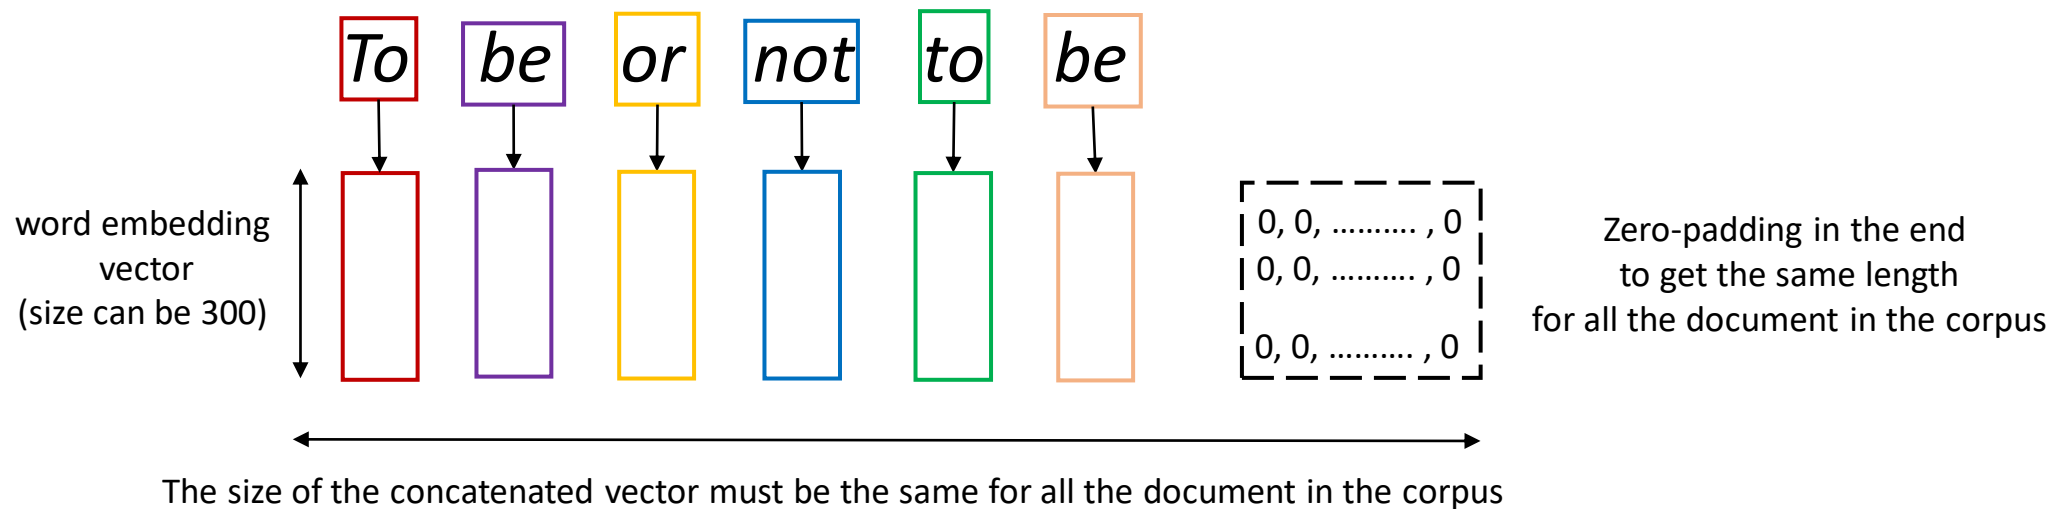 To be or not to be
word embedding
vector
(size can be 300)
0, 0, .......... , 0
0, 0, .......... , 0
0, 0, .......... , 0
Zero-padding in the end
to get the same length
for all the document in the corpus
The size of the concatenated vector must be the same for all the document in the corpus